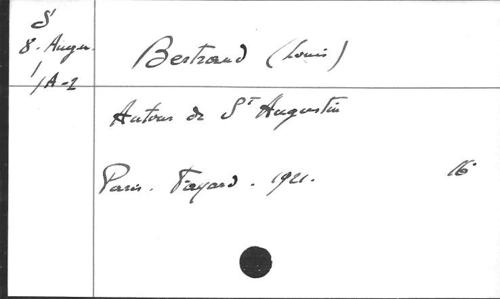 S
8. Augu.
1
/A-2
Bertrand (Louis)
Autour de St Augustin
Paris. Fayard. 1921. 16°